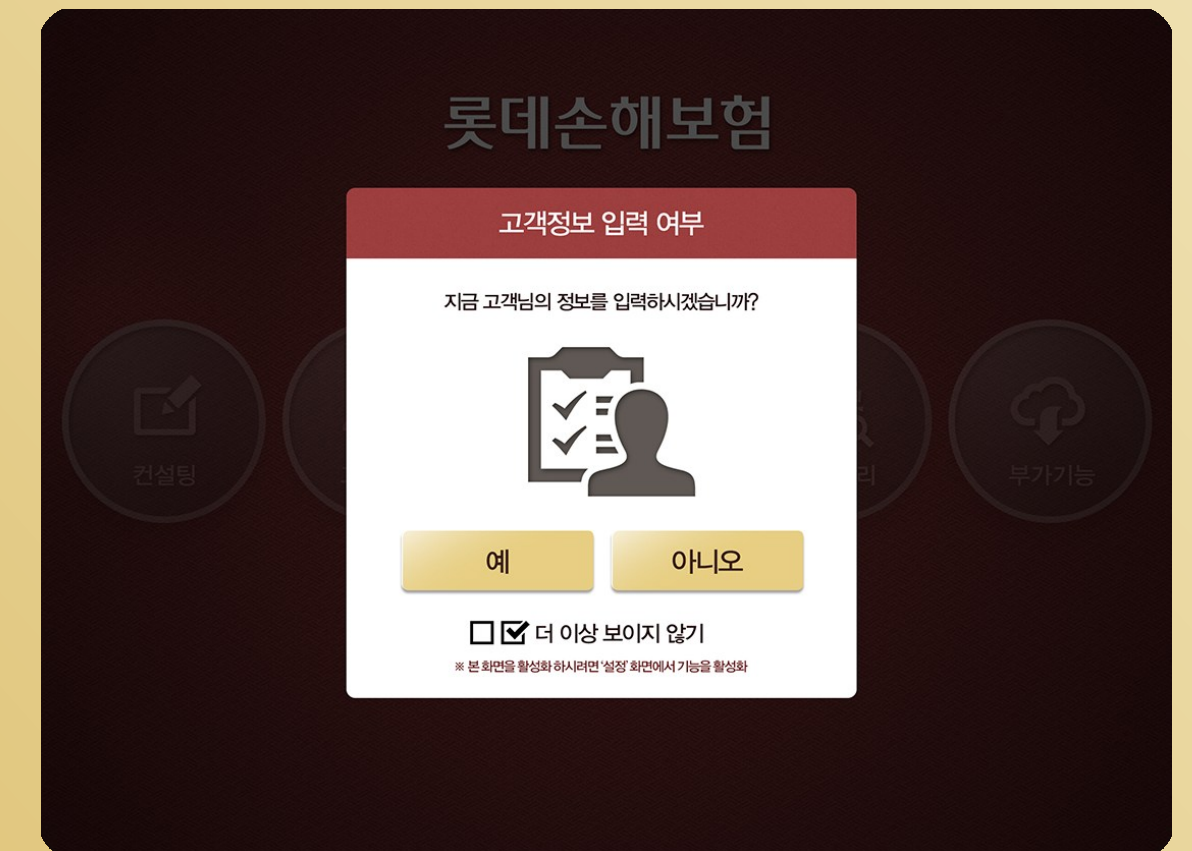 롯데손해보험
고객정보 입력 여부
지금 고객님의 정보를 입력하시겠습니까?
컨설팅
리
부가기능
예
아니오
더 이상 보이지 않기
※ 본 화면을 활성화 하시려면 '설정' 화면에서 기능을 활성화